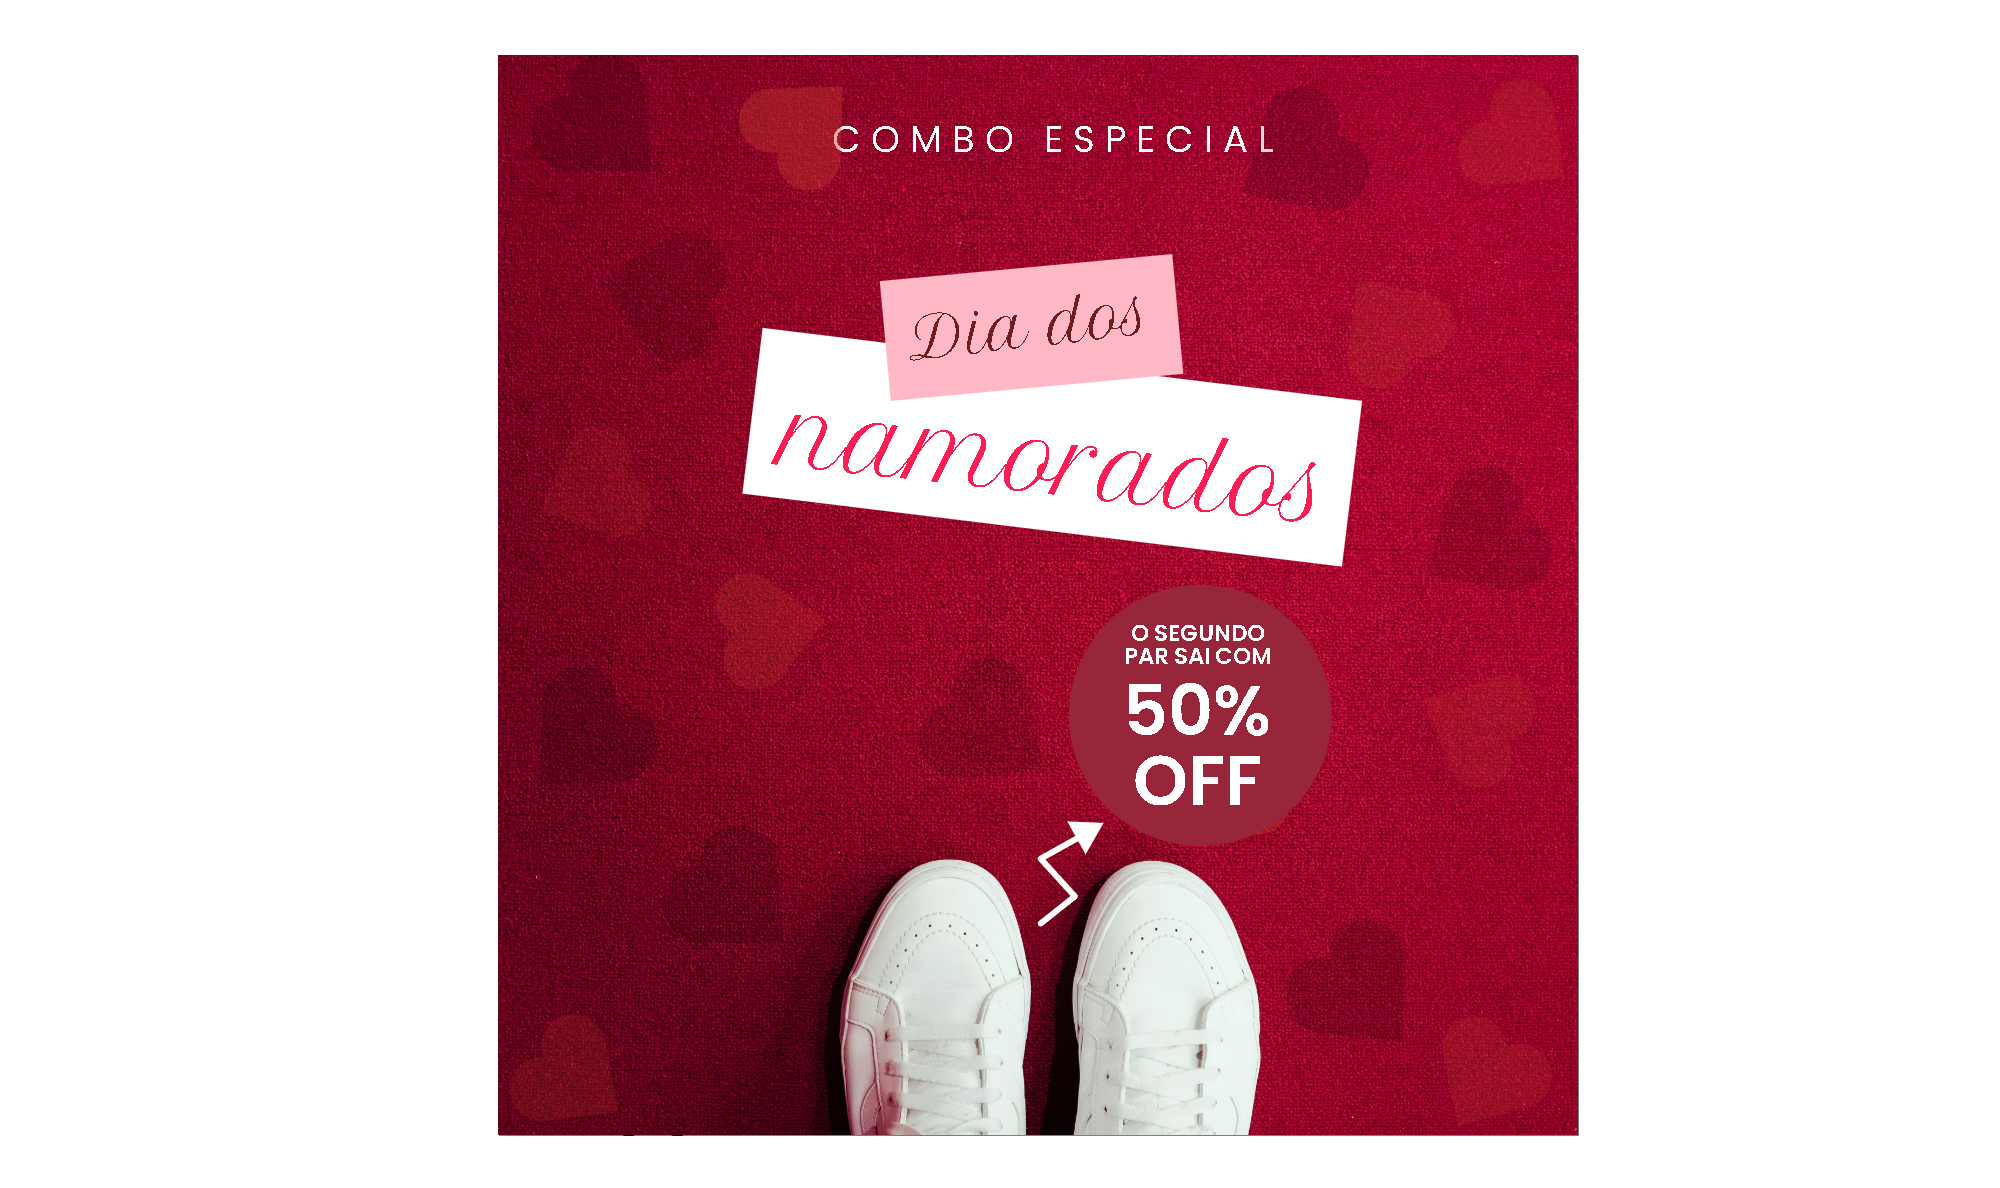 COMBO ESPECIAL
Dia dos
namorados
O SEGUNDO
PAR SAI COM
50%
OFF